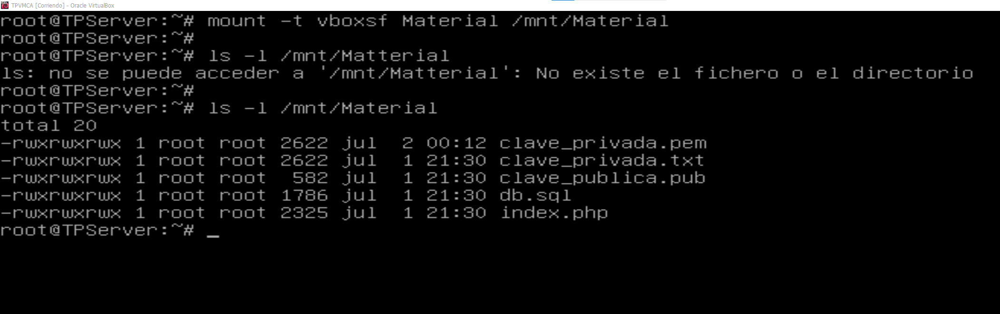 TPVMCA [Corriendo] - Oracle VirtualBox
root@TPServer:~# mount -t vboxsf Material /mnt/Material
root@TPServer:~#
root@TPServer:~# ls -l /mnt/Matterial
ls: no se puede acceder a '/mnt/Matterial': No existe el fichero o el directorio
root@TPServer:~#
root@TPServer:~# ls -l /mnt/Material
total 20
-rwxrwxrwx 1 root root 2622 jul  2 00:12 clave_privada.pem
-rwxrwxrwx 1 root root 2622 jul  1 21:30 clave_privada.txt
-rwxrwxrwx 1 root root  582 jul  1 21:30 clave_publica.pub
-rwxrwxrwx 1 root root 1786 jul  1 21:30 db.sql
-rwxrwxrwx 1 root root 2325 jul  1 21:30 index.php
root@TPServer:~# _